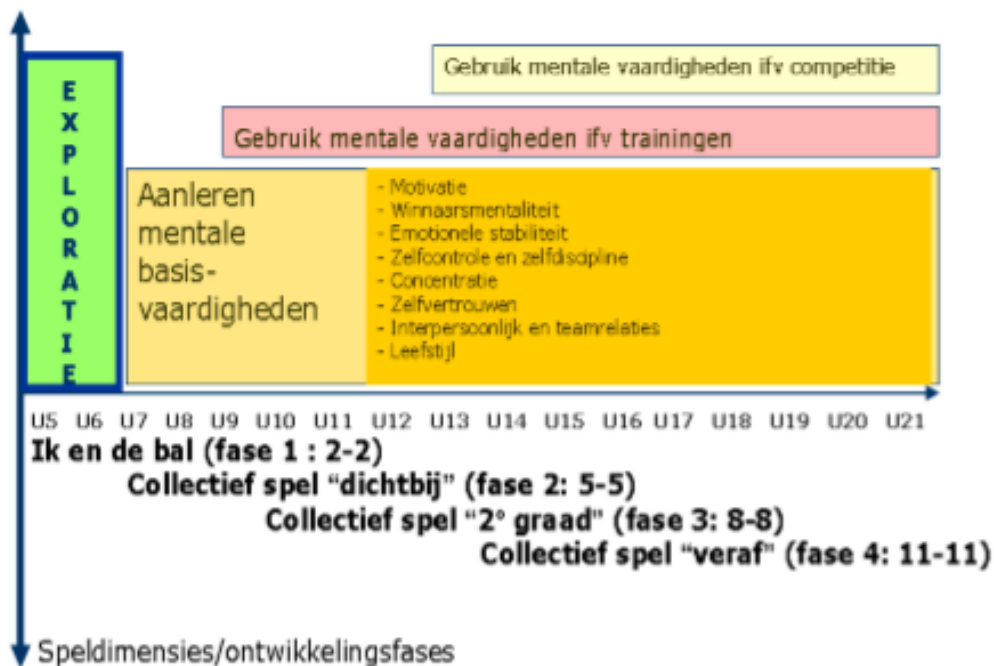 EXPLORATIE
Gebruik mentale vaardigheden ifv competitie
Gebruik mentale vaardigheden ifv trainingen
Aanleren
mentale
basis-
vaardigheden
- Motivatie
- Winnaarsmentaliteit
- Emotionele stabiliteit
- Zelfcontrole en zelfdiscipline
- Concentratie
- Zelfvertrouwen
- Interpersoonlijk en teamrelaties
- Leefstijl
U5 U6 U7 U8 U9 U10 U11 U12 U13 U14 U15 U16 U17 U18 U19 U20 U21
Ik en de bal (fase 1 : 2-2)
Collectief spel “dichtbij” (fase 2: 5-5)
Collectief spel “2° graad” (fase 3: 8-8)
Collectief spel “veraf” (fase 4: 11-11)
Speldimensies/ontwikkelingsfases